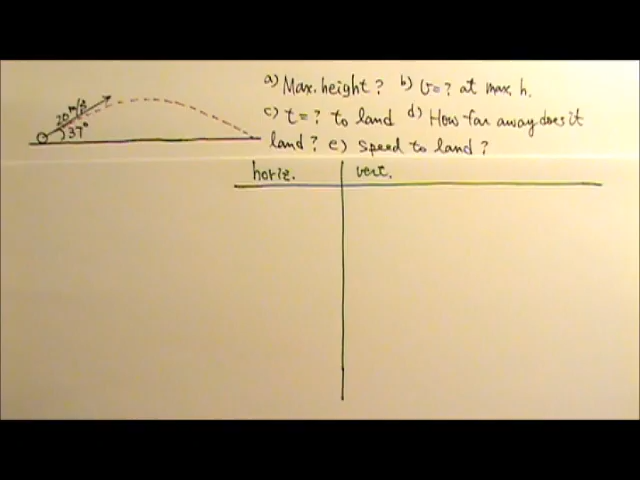 a) Max. height? b) v=? at max. h.
20 m/s
c) t=? to land d) How far away does it
37°
land? e) speed to land?
horiz. vert.